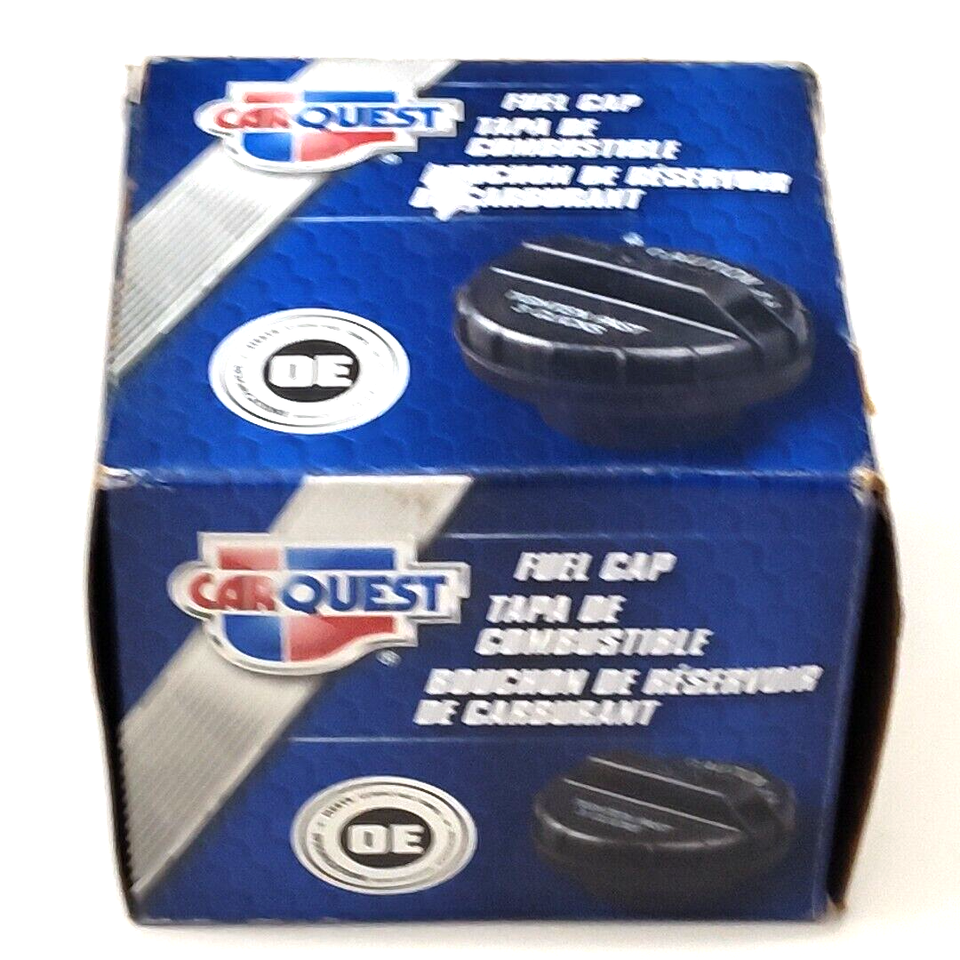 CARQUEST
FUEL CAP
TAPA DE
COMBUSTIBLE
BOUCHON DE RÉSERVOIR
DE CARBURANT
OE
CARQUEST
®
FUEL CAP
TAPA DE
COMBUSTIBLE
BOUCHON DE RÉSERVOIR
DE CARBURANT
OE